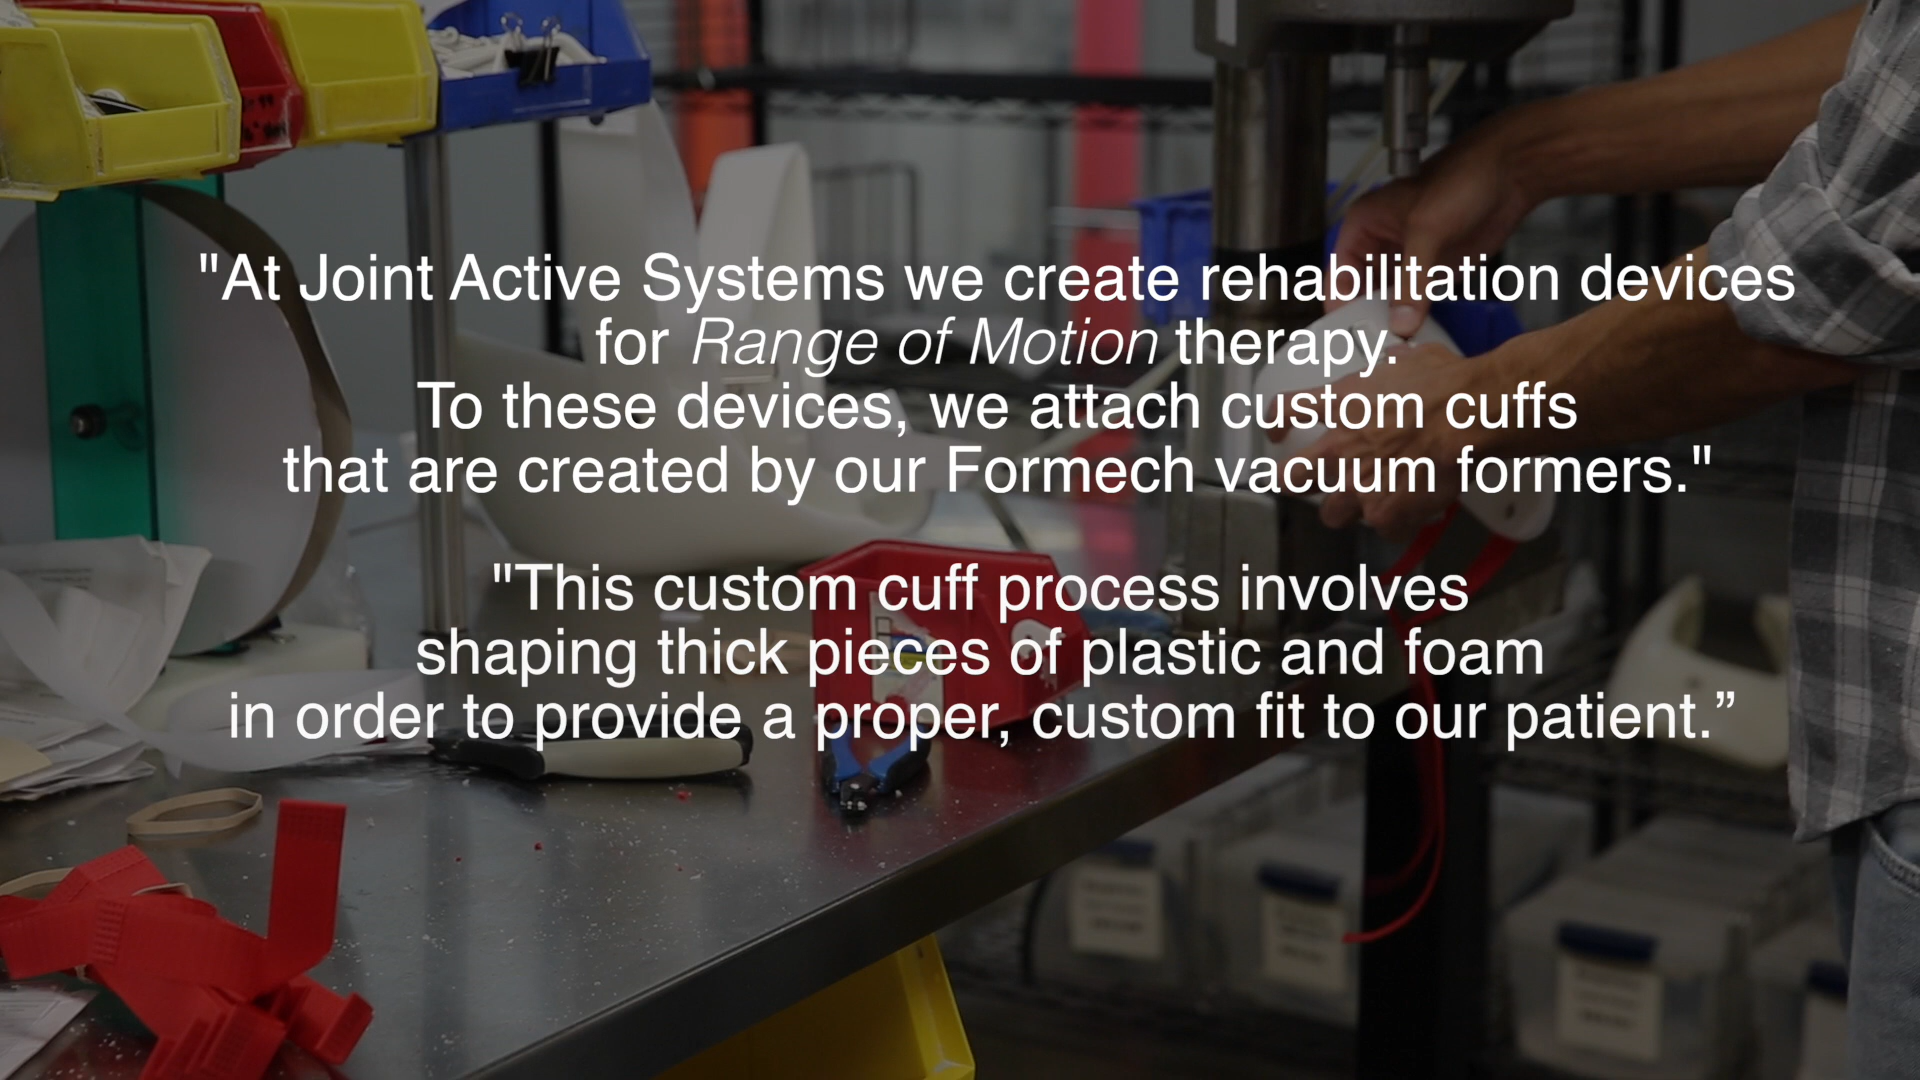 "At Joint Active Systems we create rehabilitation devices
for Range of Motion therapy.
To these devices, we attach custom cuffs
that are created by our Formech vacuum formers."
"This custom cuff process involves
shaping thick pieces of plastic and foam
in order to provide a proper, custom fit to our patient.”